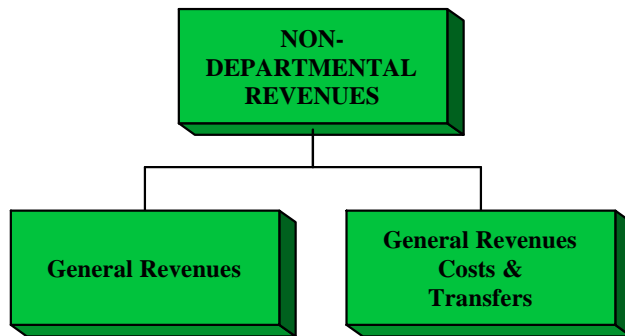 NON-
DEPARTMENTAL
REVENUES
General Revenues
General Revenues
Costs &
Transfers